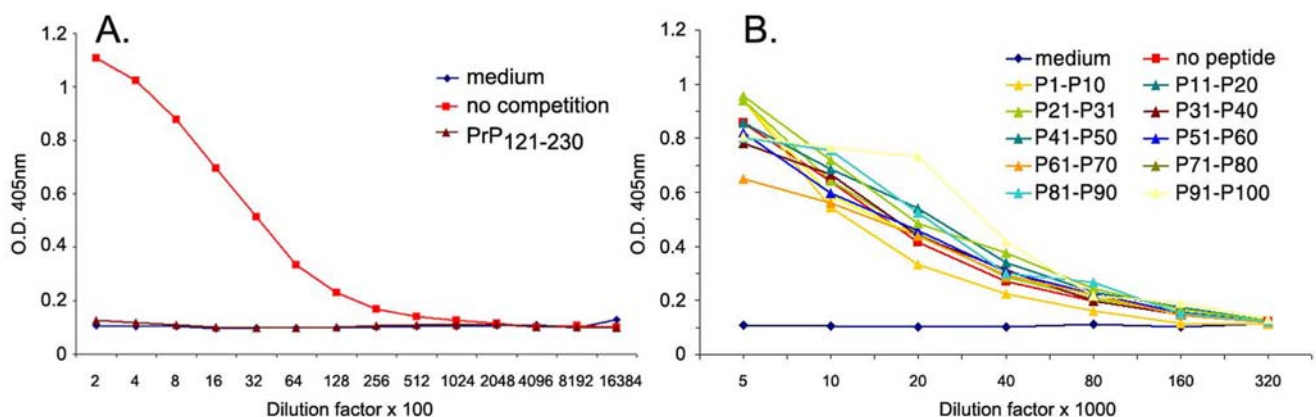 A.
O.D. 405nm
1.2
1
0.8
0.6
0.4
0.2
0
medium
no competition
PrP121-230
2 4 8 16 32 64 128 256 512 1024 2048 4096 8192 16384
Dilution factor x 100
B.
O.D. 405nm
1.2
1
0.8
0.6
0.4
0.2
0
medium no peptide
P1-P10 P11-P20
P21-P31 P31-P40
P41-P50 P51-P60
P61-P70 P71-P80
P81-P90 P91-P100
5 10 20 40 80 160 320
Dilution factor x 1000